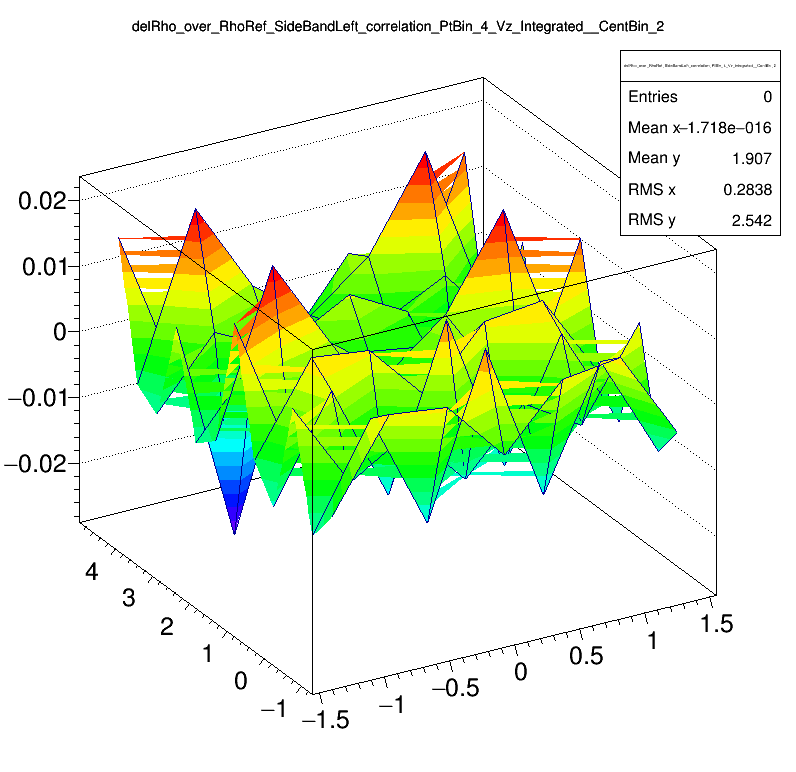 delRho_over_RhoRef_SideBandLeft_correlation_PtBin_4_Vz_Integrated__CentBin_2
delRho_over_RhoRef_SideBandLeft_correlation_PtBin_4_Vz_Integrated__CentBin_2
Entries 0
Mean x−1.718e−016
Mean y 1.907
RMS x 0.2838
RMS y 2.542
0.02
0.01
0
−0.01
−0.02
4
3
2
1
0
−1
−1.5
−1
−0.5
0
0.5
1
1.5